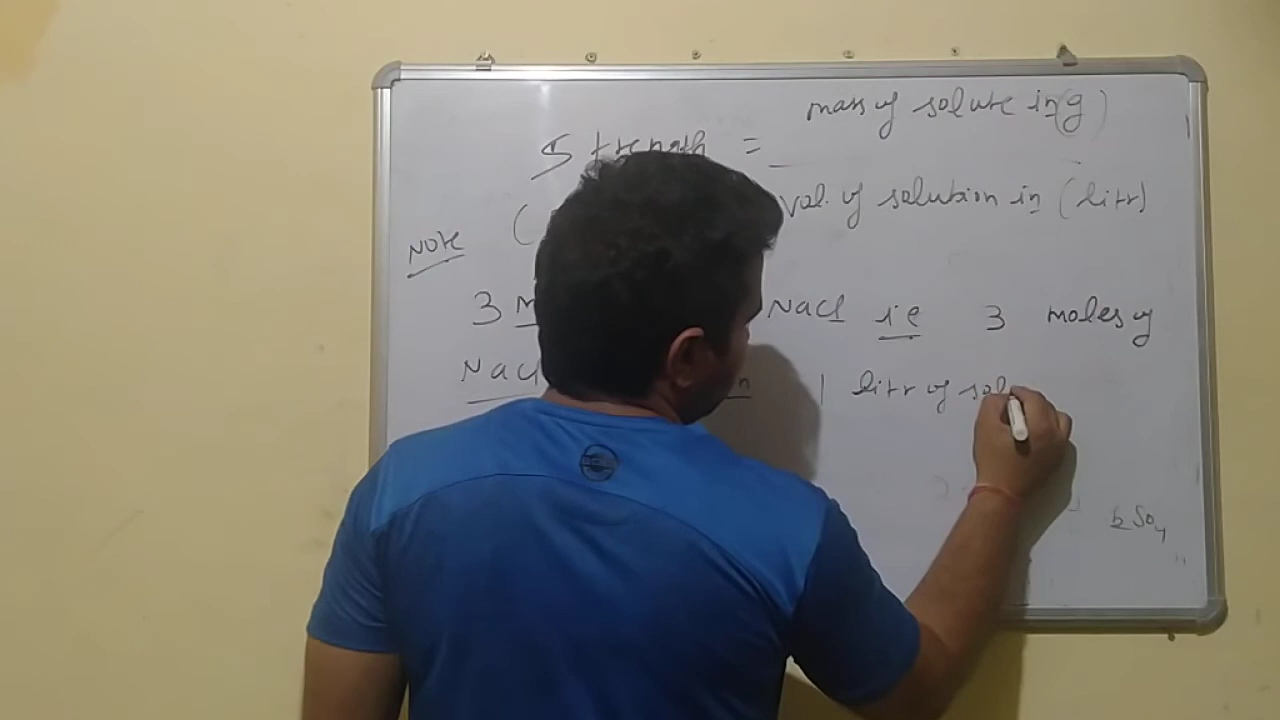 mass of solute in (g)
Strength =
vol. of solution in (litr)
(
Note
3 NaCl ie 3 moles of
NaCl 1 litr of sol
So4